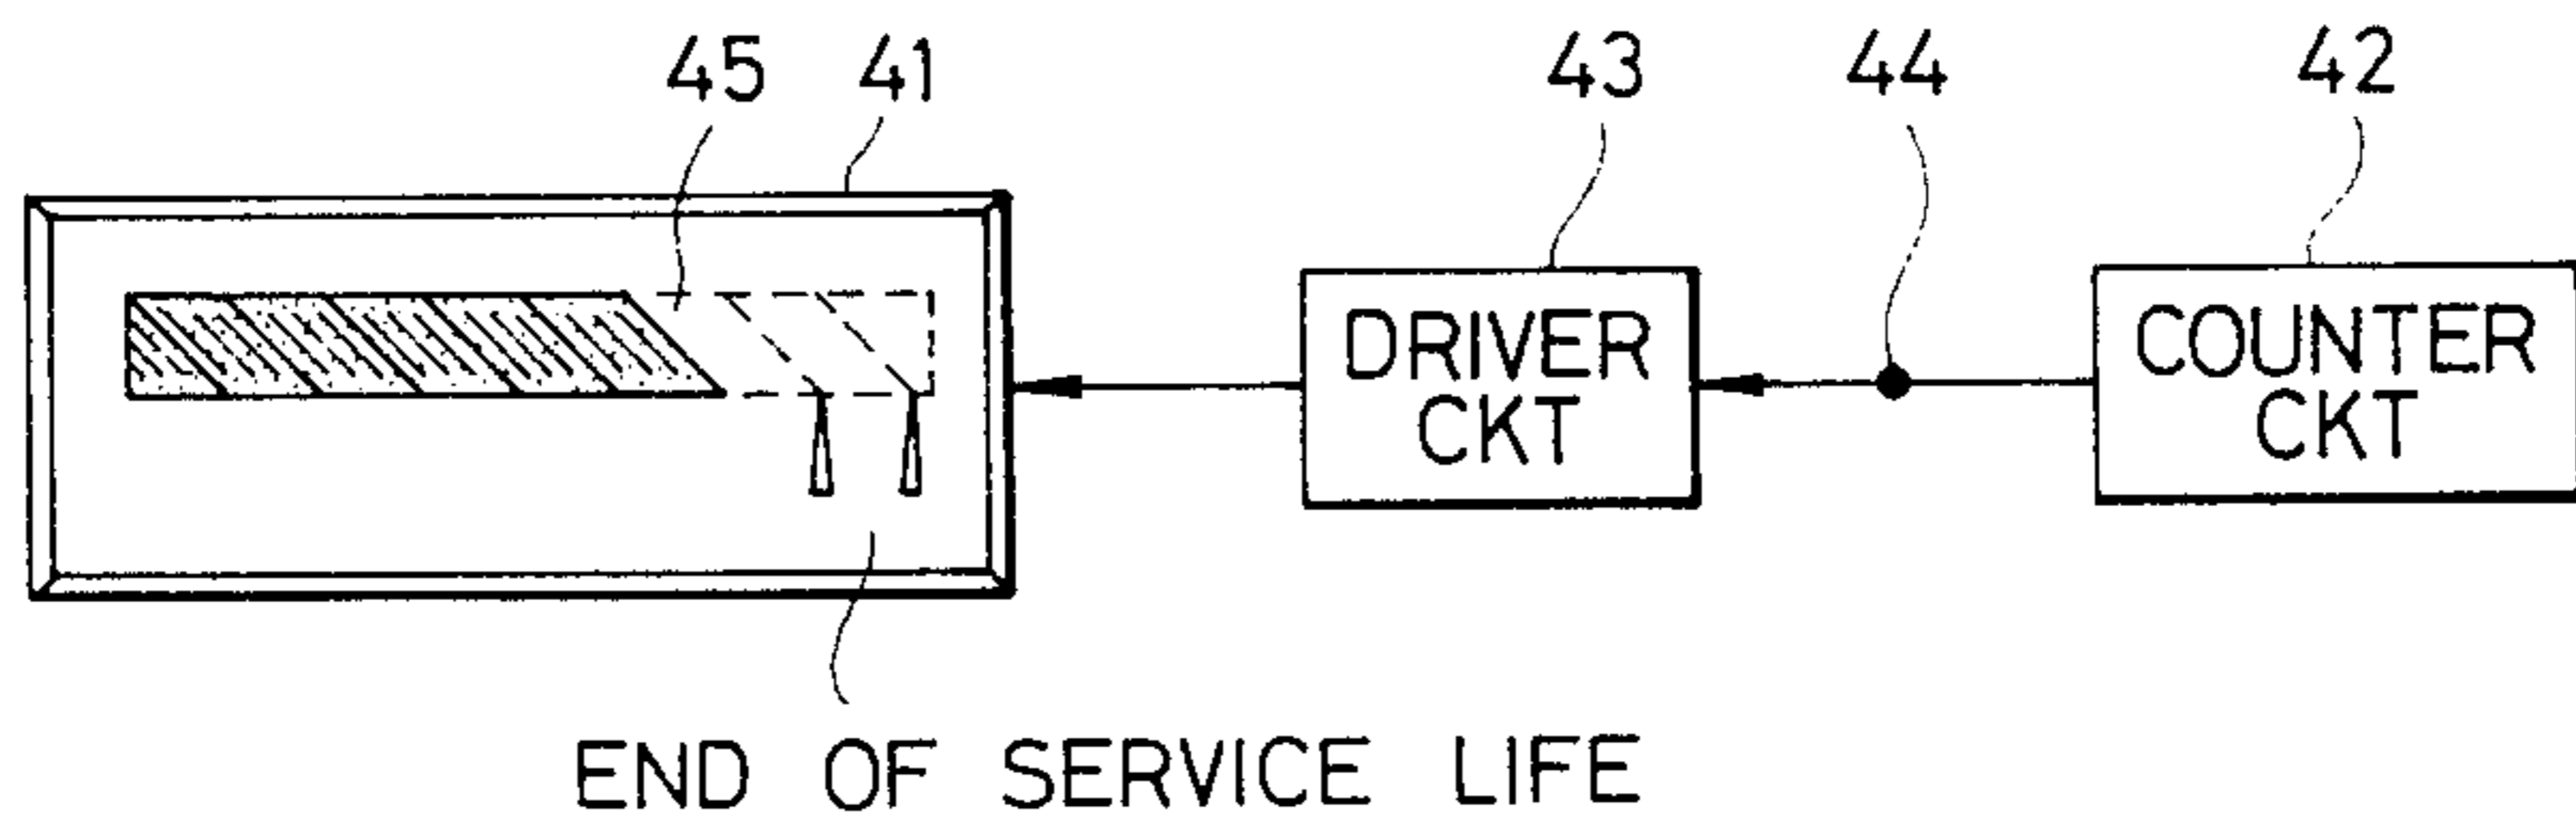 45 41 43 44 42
DRIVER
CKT
COUNTER
CKT
END OF SERVICE LIFE